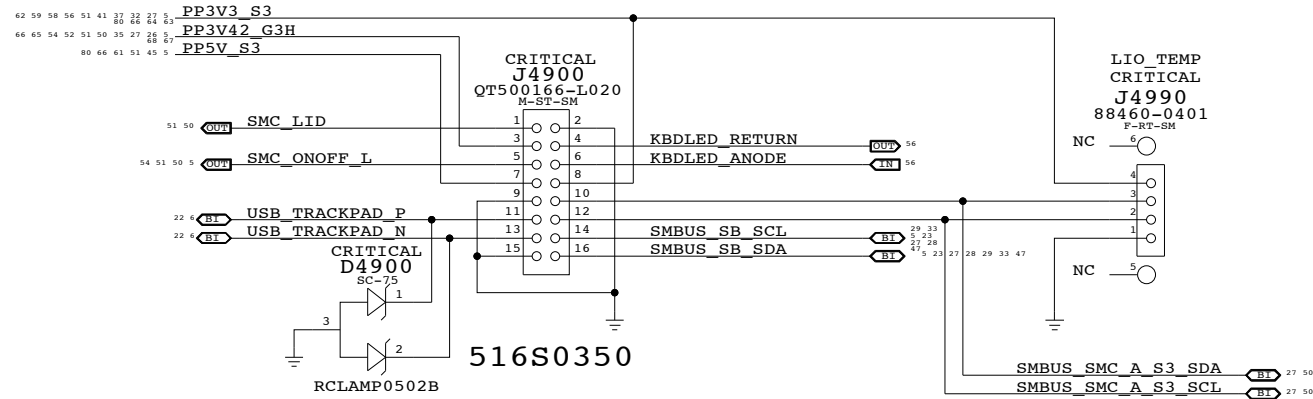 62 59 58 56 51 41 37 32 27 5 PP3V3_S3
80 66 64 63
66 65 54 52 51 50 35 27 26 5 PP3V42_G3H
68 67
80 66 61 51 45 5 PP5V_S3
CRITICAL
J4900
QT500166-L020
M-ST-SM
LIO_TEMP
CRITICAL
J4990
88460-0401
F-RT-SM
51 50 OUT SMC_LID 1 2
3 4 KBDLED_RETURN OUT 56
NC 6
54 51 50 5 OUT SMC_ONOFF_L 5 6 KBDLED_ANODE IN 56
7 8
4
9 10
3
22 6 BI USB_TRACKPAD_P 11 12
2
22 6 BI USB_TRACKPAD_N 13 14 SMBUS_SB_SCL BI 29 33
5 23
27 28
47
1
15 16 SMBUS_SB_SDA BI 5 23 27 28 29 33 47
NC 5
CRITICAL
D4900
SC-75
1
3
2
RCLAMP0502B
516S0350
SMBUS_SMC_A_S3_SDA BI 27 50
SMBUS_SMC_A_S3_SCL BI 27 50